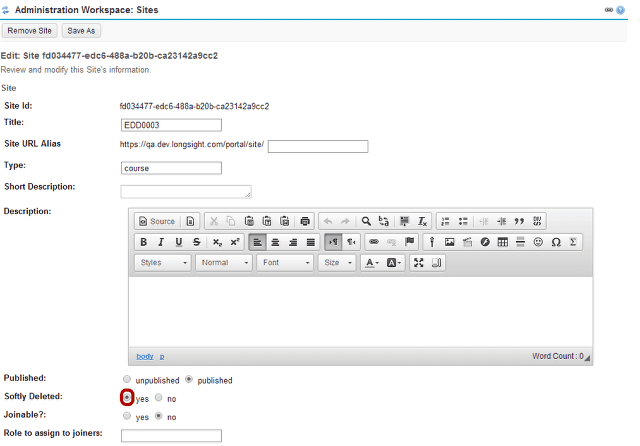 Administration Workspace: Sites
Remove Site Save As
Edit: Site fd034477-edc6-488a-b20b-ca23142a9cc2
Review and modify this Site's information.
Site
Site Id: fd034477-edc6-488a-b20b-ca23142a9cc2
Title: EDD0003
Site URL Alias https://qa.dev.longsight.com/portal/site/
Type: course
Short Description:
Description:
Source
B I U S x₂ x²
Styles Normal Font Size A A
body p Word Count : 0
Published: unpublished published
Softly Deleted: yes no
Joinable?: yes no
Role to assign to joiners: